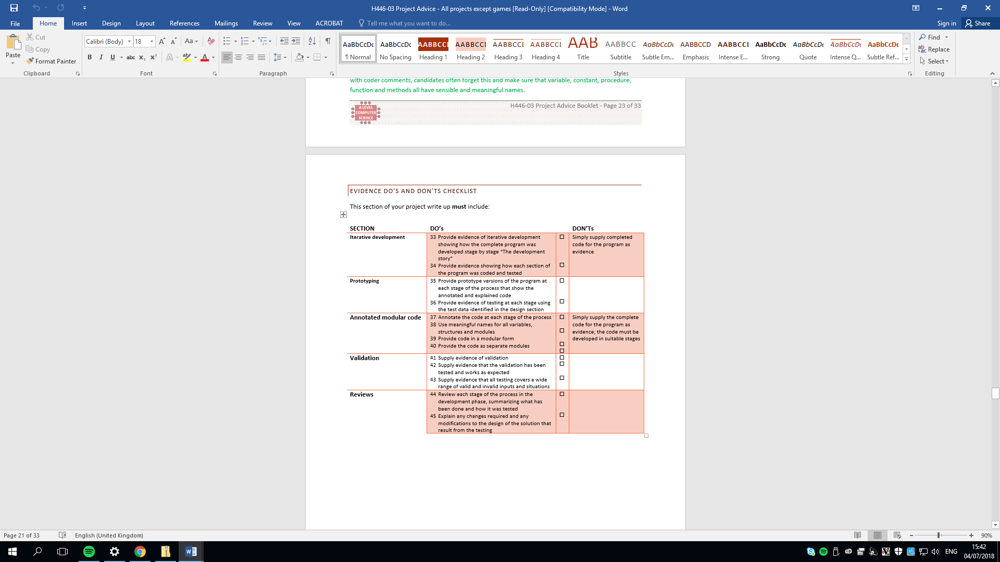 H446-03 Project Advice - All projects except games [Read-Only] [Compatibility Mode] - Word
File Home Insert Design Layout References Mailings Review View ACROBAT Tell me what you want to do... Sign in Share
Paste
Cut
Copy
Format Painter
Clipboard
Calibri (Body) 18
Font
Paragraph
AaBbCcDc AaBbCcDc AABBCCI AABBCCI AABBCCI AABBCCI AAB AABBCC AaBbCcDc AABBCCD AABBCCI AaBbCcDc AaBbCcDc AaBbCcDc AaBbCcDc
¶ Normal No Spacing Heading 1 Heading 2 Heading 3 Heading 4 Title Subtitle Subtle Em... Emphasis Intense E... Strong Quote Intense Q... Subtle Ref...
Styles
Find
Replace
Select
Editing
with coder comments, candidates often forget this and make sure that variable, constant, procedure,
function and methods all have sensible and meaningful names.
A LEVEL
COMPUTER
SCIENCE
H446-03 Project Advice Booklet - Page 23 of 33
EVIDENCE DO'S AND DON'TS CHECKLIST
This section of your project write up must include:
SECTION DO's DON'Ts
Iterative development
33 Provide evidence of iterative development
showing how the complete program was
developed stage by stage “The development
story”
34 Provide evidence showing how each section of
the program was coded and tested
Simply supply completed
code for the program as
evidence
Prototyping
35 Provide prototype versions of the program at
each stage of the process that show the
annotated and explained code
36 Provide evidence of testing at each stage using
the test data identified in the design section
Annotated modular code
37 Annotate the code at each stage of the process
38 Use meaningful names for all variables,
structures and modules
39 Provide code in a modular form
40 Provide the code as separate modules
Simply supply the complete
code for the program as
evidence; the code must be
developed in suitable stages
Validation
41 Supply evidence of validation
42 Supply evidence that the validation has been
tested and works as expected
43 Supply evidence that all testing covers a wide
range of valid and invalid inputs and situations
Reviews
44 Review each stage of the process in the
development phase, summarizing what has
been done and how it was tested
45 Explain any changes required and any
modifications to the design of the solution that
result from the testing
Page 21 of 33 English (United Kingdom) 90%
ENG
15:42
04/07/2018